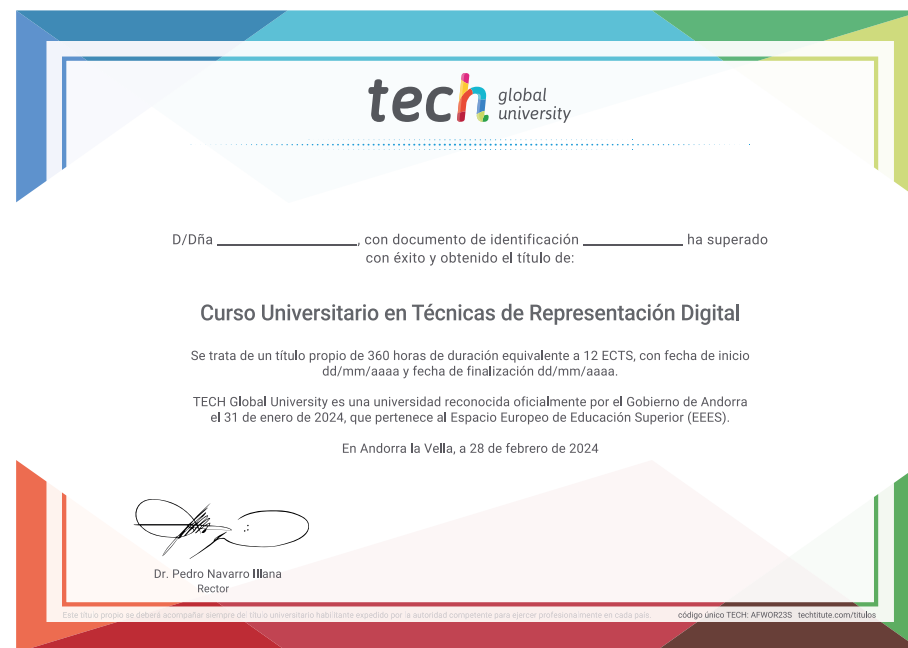 tech global
university
D/Dña ____________, con documento de identificación ____________ ha superado
con éxito y obtenido el título de:
Curso Universitario en Técnicas de Representación Digital
Se trata de un título propio de 360 horas de duración equivalente a 12 ECTS, con fecha de inicio
dd/mm/aaaa y fecha de finalización dd/mm/aaaa.
TECH Global University es una universidad reconocida oficialmente por el Gobierno de Andorra
el 31 de enero de 2024, que pertenece al Espacio Europeo de Educación Superior (EEES).
En Andorra la Vella, a 28 de febrero de 2024
Dr. Pedro Navarro Illana
Rector
Este título propio se deberá acompañar siempre del título universitario habilitante expedido por la autoridad competente para ejercer profesionalmente en cada país.
código único TECH: AFWOR23S techtitute.com/titulos